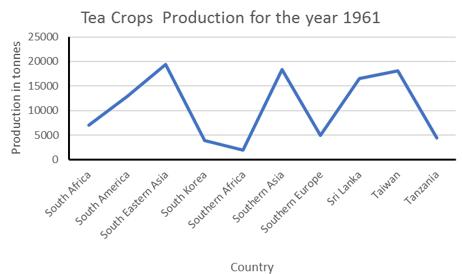 Tea Crops Production for the year 1961
Production in tonnes
25000
20000
15000
10000
5000
0
South Africa
South America
South Eastern Asia
South Korea
Southern Africa
Southern Asia
Southern Europe
Sri Lanka
Taiwan
Tanzania
Country